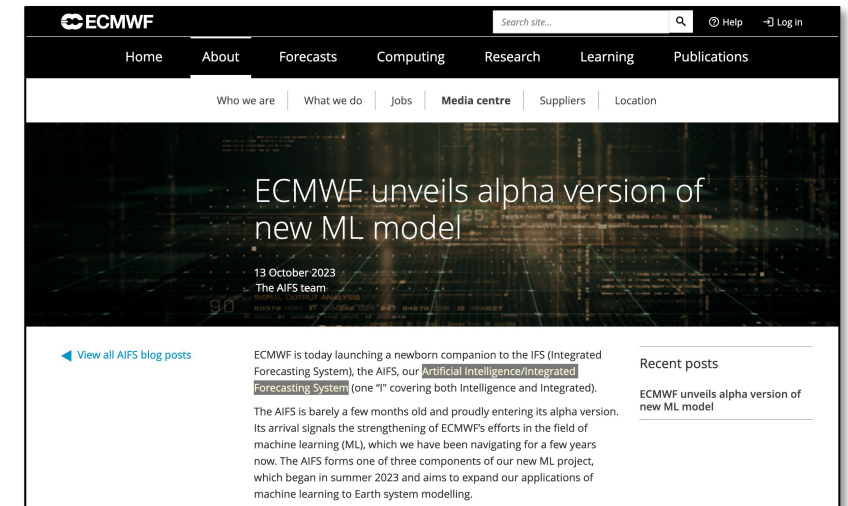 ECMWF
Search site...
Help
Log in
Home About Forecasts Computing Research Learning Publications
Who we are What we do Jobs Media centre Suppliers Location
ECMWF unveils alpha version of
new ML model
13 October 2023
The AIFS team
View all AIFS blog posts
ECMWF is today launching a newborn companion to the IFS (Integrated
Forecasting System), the AIFS, our Artificial Intelligence/Integrated
Forecasting System (one “I" covering both Intelligence and Integrated).
The AIFS is barely a few months old and proudly entering its alpha version.
Its arrival signals the strengthening of ECMWF's efforts in the field of
machine learning (ML), which we have been navigating for a few years
now. The AIFS forms one of three components of our new ML project,
which began in summer 2023 and aims to expand our applications of
machine learning to Earth system modelling.
Recent posts
ECMWF unveils alpha version of
new ML model